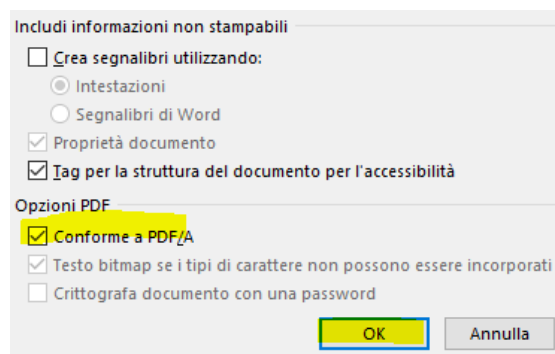 Includi informazioni non stampabili
Crea segnalibri utilizzando:
Intestazioni
Segnalibri di Word
Proprietà documento
Tag per la struttura del documento per l'accessibilità
Opzioni PDF
Conforme a PDF/A
Testo bitmap se i tipi di carattere non possono essere incorporati
Crittografa documento con una password
OK Annulla